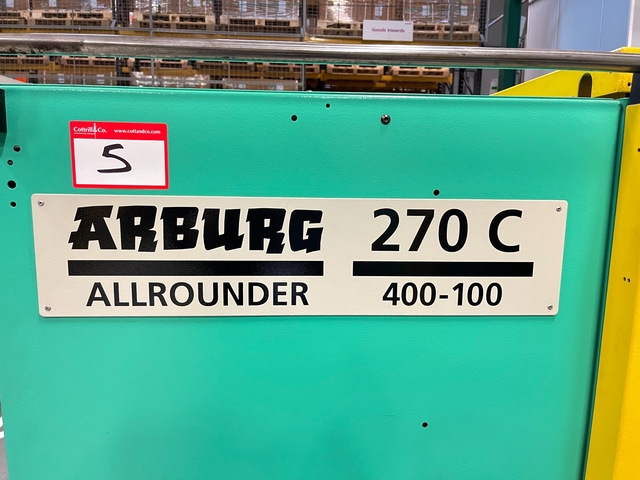 Goods Inwards
Cottrill&Co. www.cottandco.com
5
ARBURG 270 C
ALLROUNDER 400-100